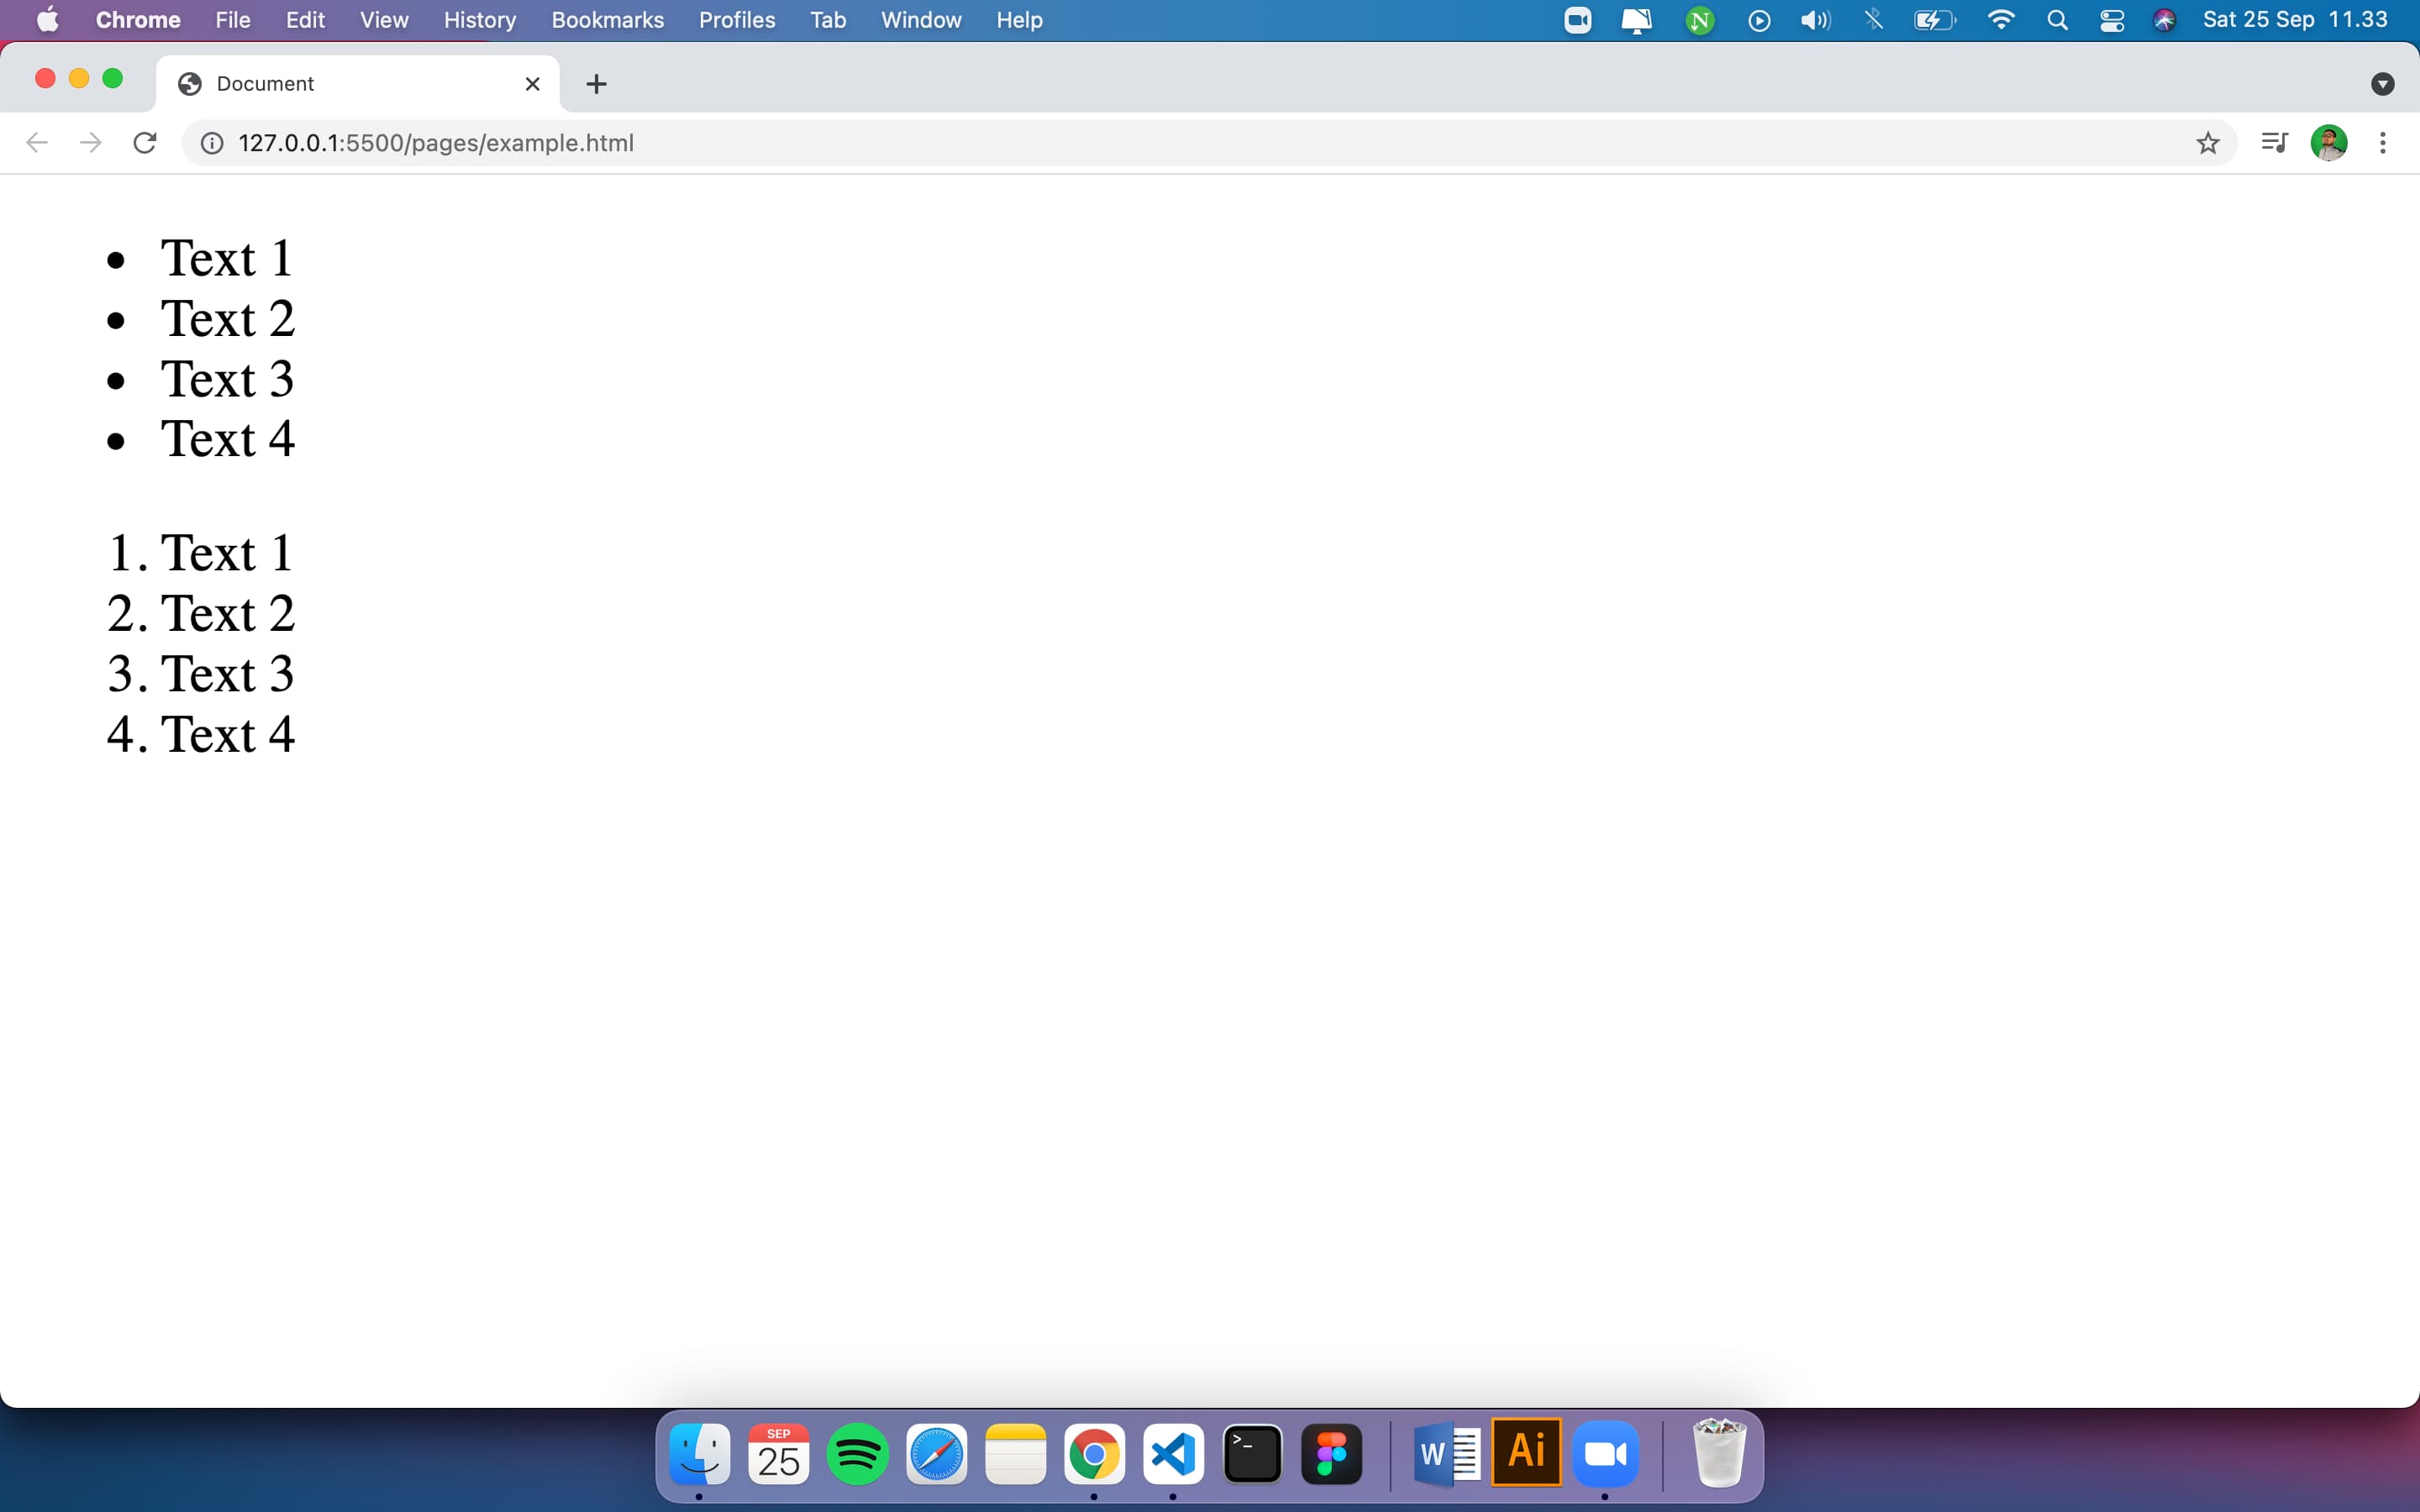 Chrome File Edit View History Bookmarks Profiles Tab Window Help N Sat 25 Sep 11.33
Document
127.0.0.1:5500/pages/example.html
• Text 1
• Text 2
• Text 3
• Text 4
1. Text 1
2. Text 2
3. Text 3
4. Text 4
SEP
25
>_
W
Ai